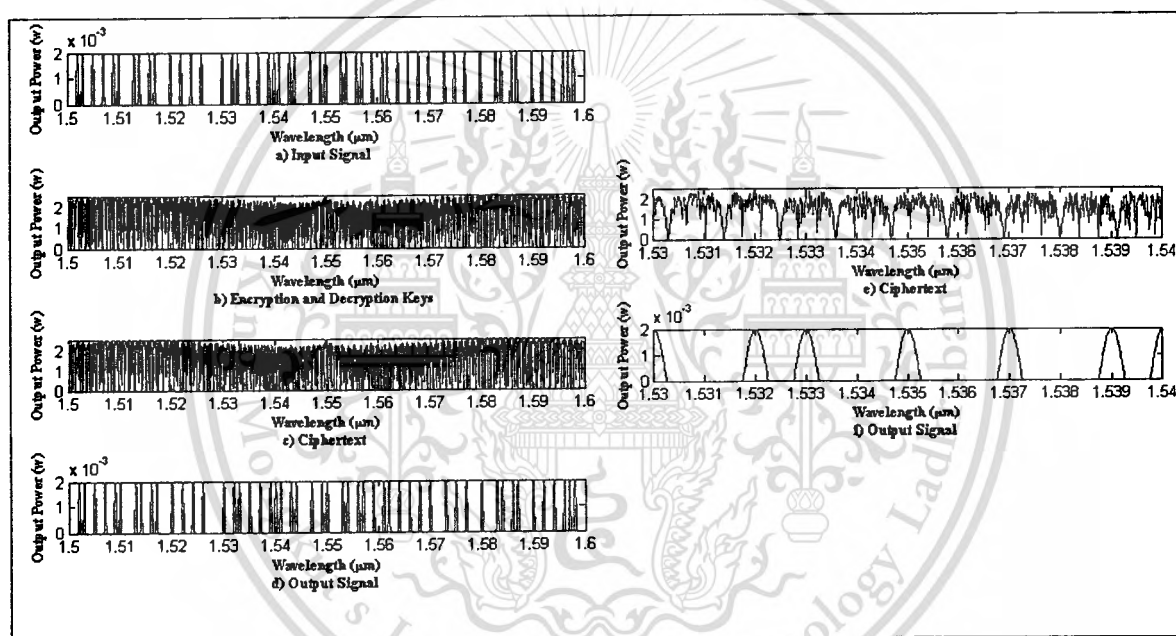 x 10-3
Output Power (w)
2
1
0
1.5 1.51 1.52 1.53 1.54 1.55 1.56 1.57 1.58 1.59 1.6
Wavelength (μm)
a) Input Signal
Output Power (w)
2
1
0
1.5 1.51 1.52 1.53 1.54 1.55 1.56 1.57 1.58 1.59 1.6
Wavelength (μm)
b) Encryption and Decryption Keys
Output Power (w)
2
1
0
1.5 1.51 1.52 1.53 1.54 1.55 1.56 1.57 1.58 1.59 1.6
Wavelength (μm)
c) Ciphertext
x 10-3
Output Power (w)
2
1
0
1.5 1.51 1.52 1.53 1.54 1.55 1.56 1.57 1.58 1.59 1.6
Wavelength (μm)
d) Output Signal
Output Power (w)
2
1
0
1.53 1.531 1.532 1.533 1.534 1.535 1.536 1.537 1.538 1.539 1.54
Wavelength (μm)
e) Ciphertext
x 10-3
Output Power (w)
2
1
0
1.53 1.531 1.532 1.533 1.534 1.535 1.536 1.537 1.538 1.539 1.54
Wavelength (μm)
f) Output Signal
Ladkrabang